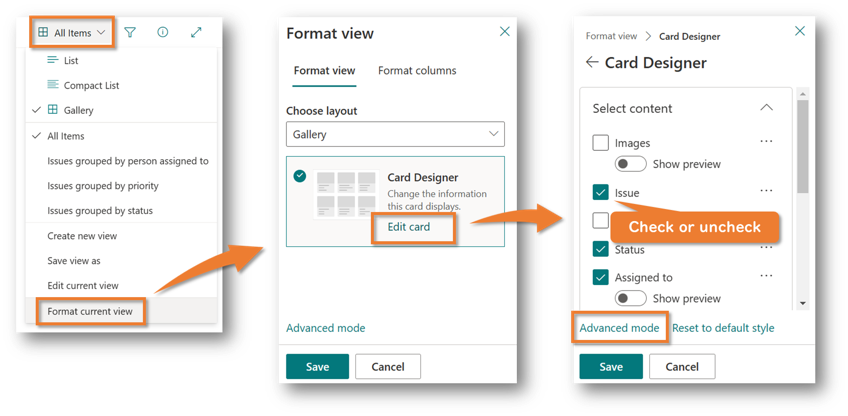 All Items
List
Compact List
Gallery
All Items
Issues grouped by person assigned to
Issues grouped by priority
Issues grouped by status
Create new view
Save view as
Edit current view
Format current view
Format view
Format view
Format columns
Choose layout
Gallery
Card Designer
Change the information
this card displays.
Edit card
Advanced mode
Save
Cancel
Format view > Card Designer
Card Designer
Select content
Images
Show preview
Issue
Check or uncheck
Status
Assigned to
Show preview
Advanced mode
Reset to default style
Save
Cancel